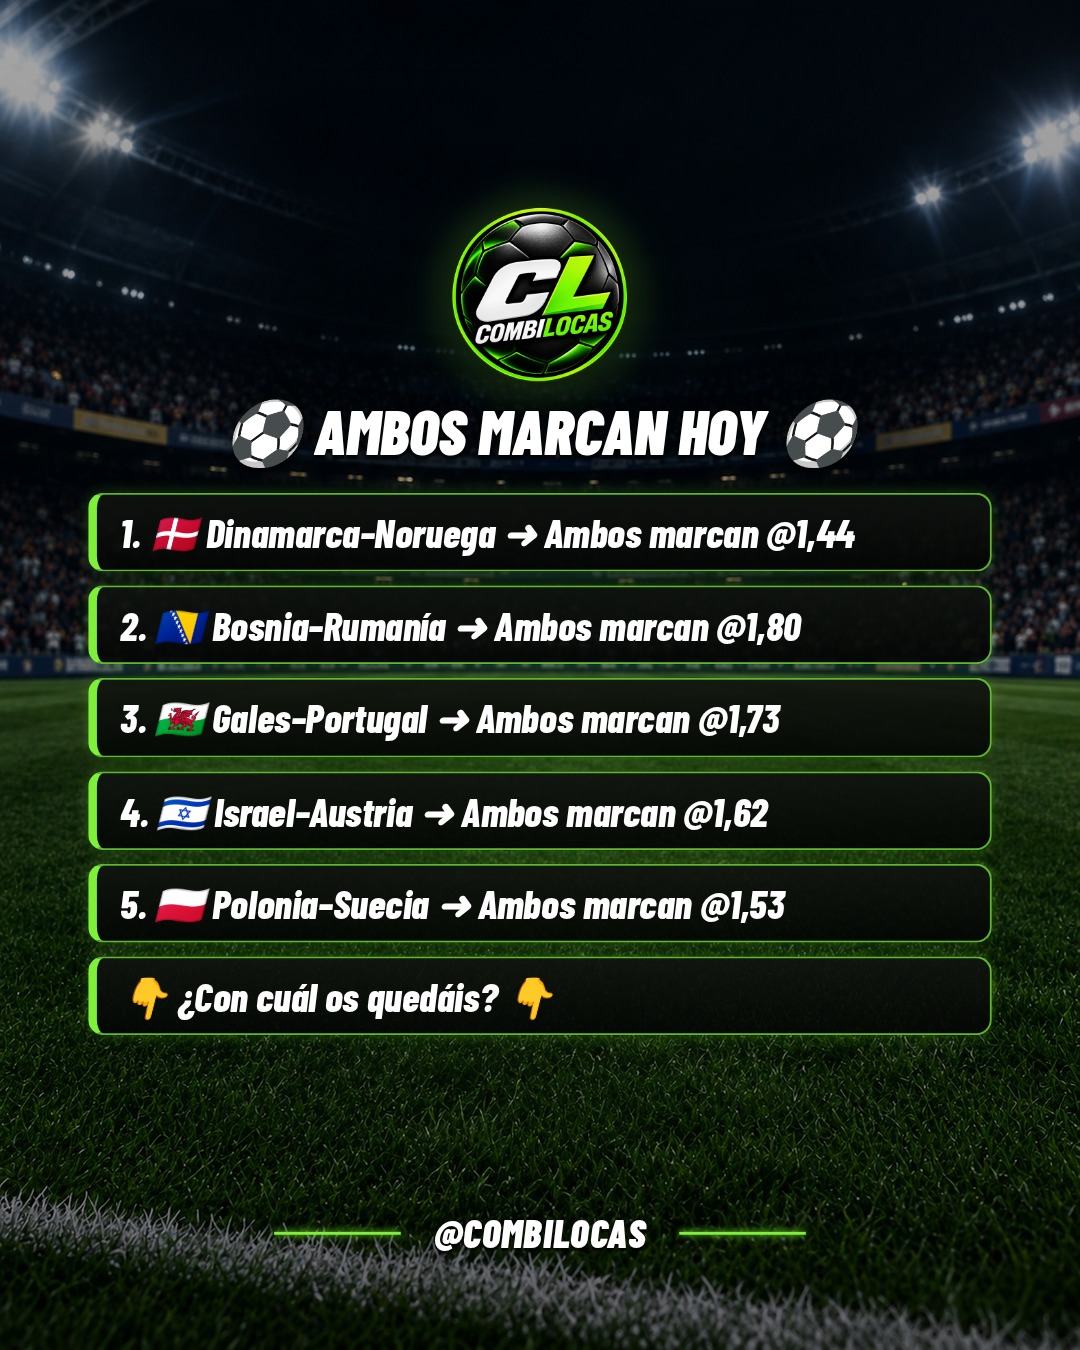 CL
COMBILOCAS
⚽ AMBOS MARCAN HOY ⚽
1. 🇩🇰 Dinamarca-Noruega ➜ Ambos marcan @1,44
2. 🇧🇦 Bosnia-Rumanía ➜ Ambos marcan @1,80
3. 🏴󠁧󠁢󠁷󠁬󠁳󠁿 Gales-Portugal ➜ Ambos marcan @1,73
4. 🇮🇱 Israel-Austria ➜ Ambos marcan @1,62
5. 🇵🇱 Polonia-Suecia ➜ Ambos marcan @1,53
👇 ¿Con cuál os quedáis? 👇
@COMBILOCAS